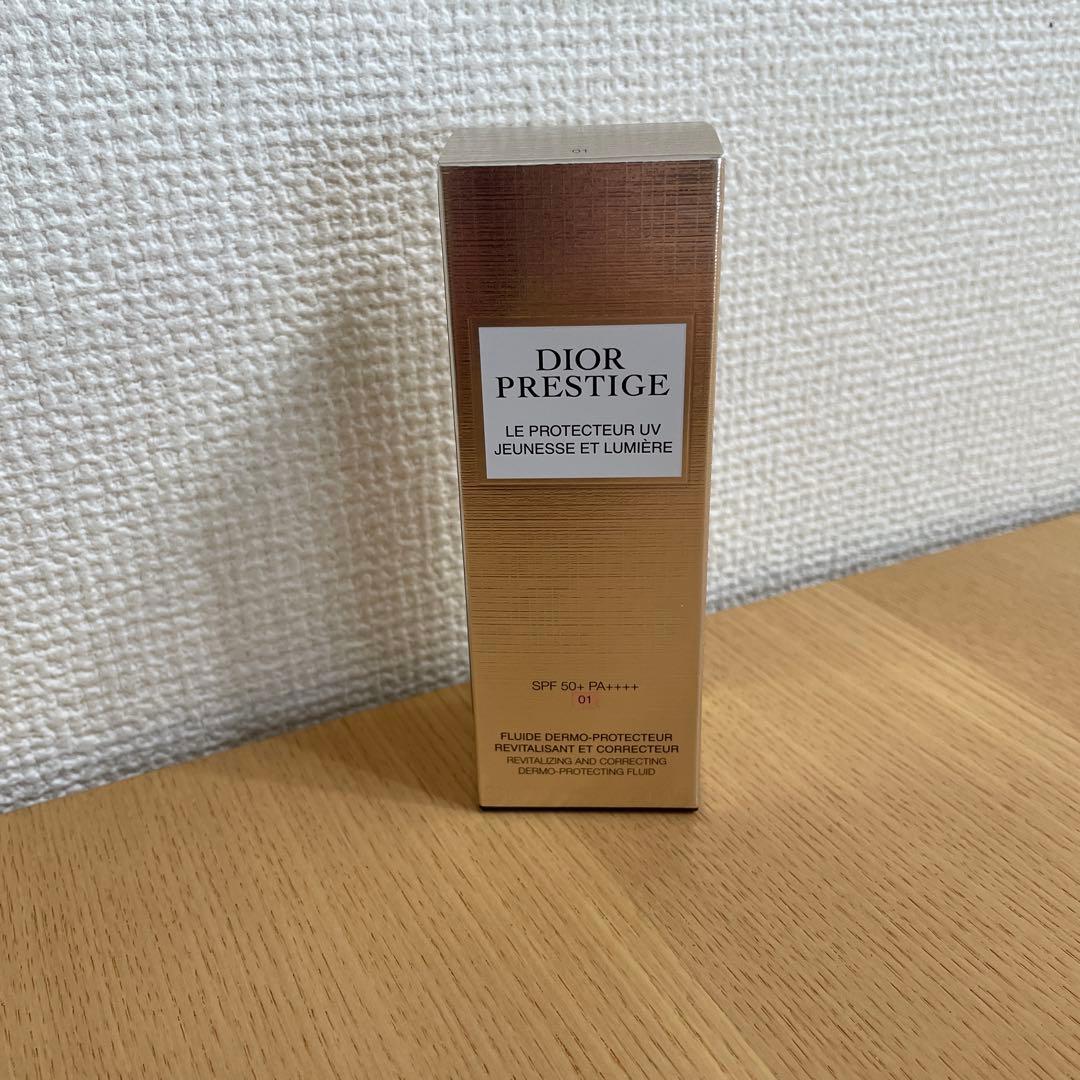 01
DIOR
PRESTIGE
LE PROTECTEUR UV
JEUNESSE ET LUMIÈRE
SPF 50+ PA++++
01
FLUIDE DERMO-PROTECTEUR
REVITALISANT ET CORRECTEUR
REVITALIZING AND CORRECTING
DERMO-PROTECTING FLUID